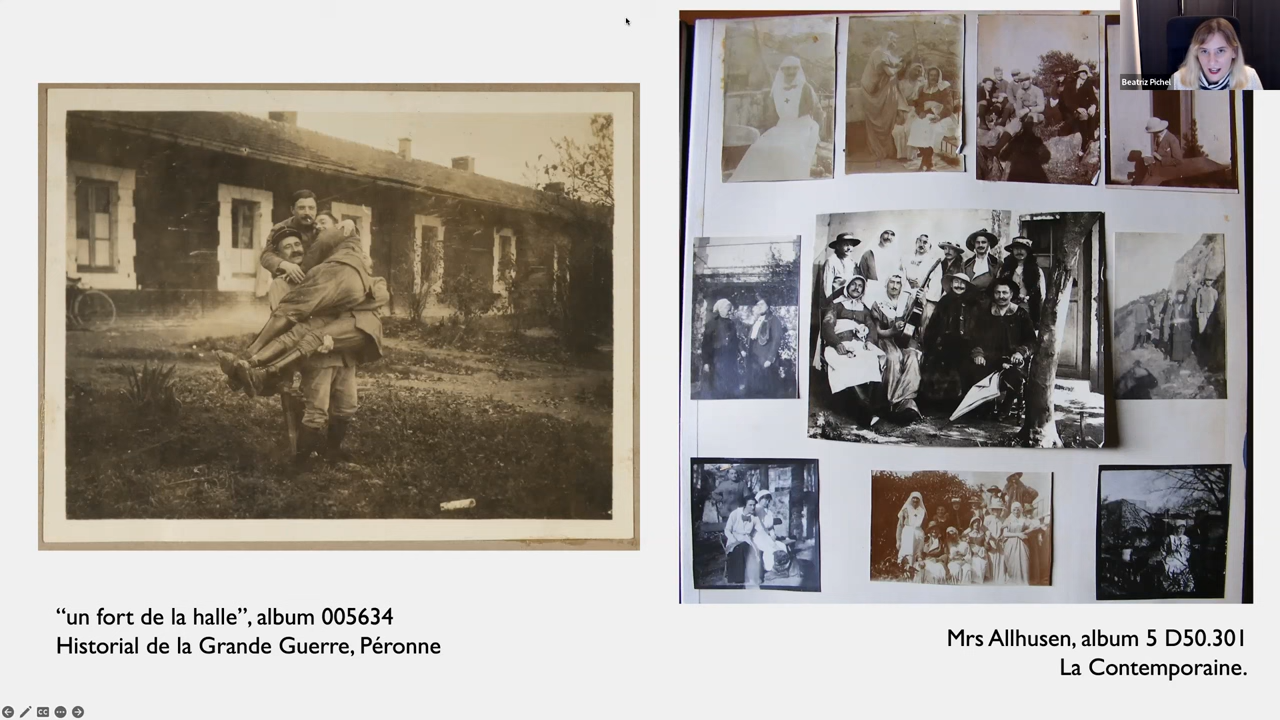 Beatriz Pichel
“un fort de la halle”, album 005634
Historial de la Grande Guerre, Péronne
Mrs Allhusen, album 5 D50.301
La Contemporaine.